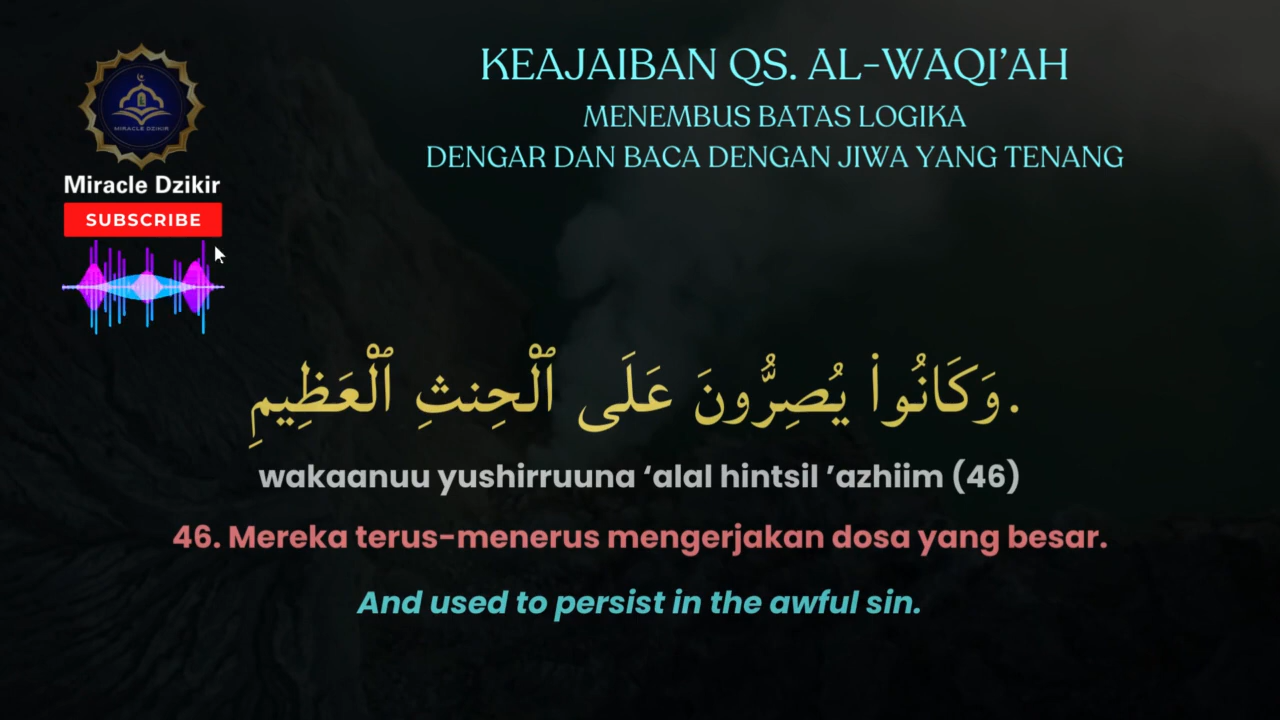 KEAJAIBAN QS. AL-WAQI’AH
MENEMBUS BATAS LOGIKA
DENGAR DAN BACA DENGAN JIWA YANG TENANG
MIRACLE DZIKIR
Miracle Dzikir
SUBSCRIBE
.وَكَانُوا۟ يُصِرُّونَ عَلَى ٱلْحِنثِ ٱلْعَظِيمِ
wakaanuu yushirruuna ‘alal hintsil ’azhiim (46)
46. Mereka terus-menerus mengerjakan dosa yang besar.
And used to persist in the awful sin.